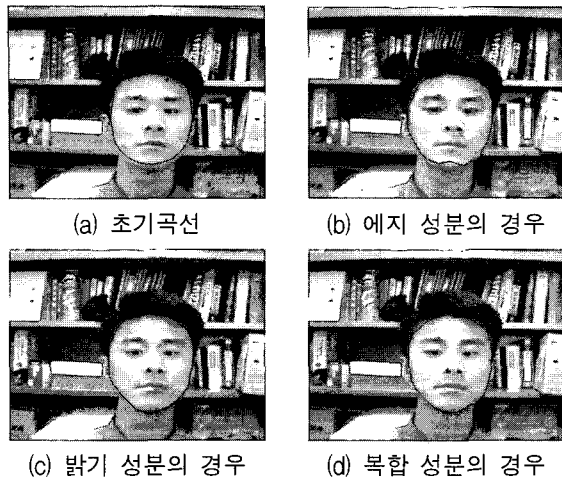 (a) 초기곡선
(b) 에지 성분의 경우
(c) 밝기 성분의 경우
(d) 복합 성분의 경우